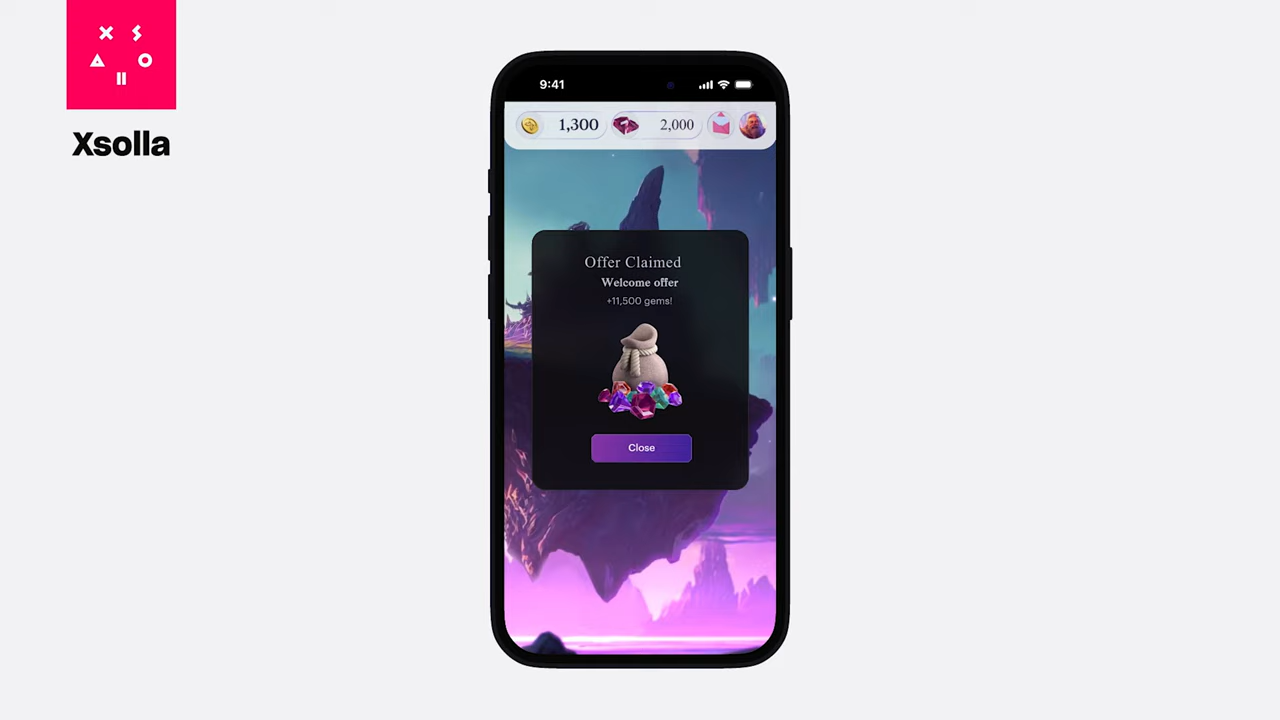 Xsolla
9:41
1,300 2,000
Offer Claimed
Welcome offer
+11,500 gems!
Close